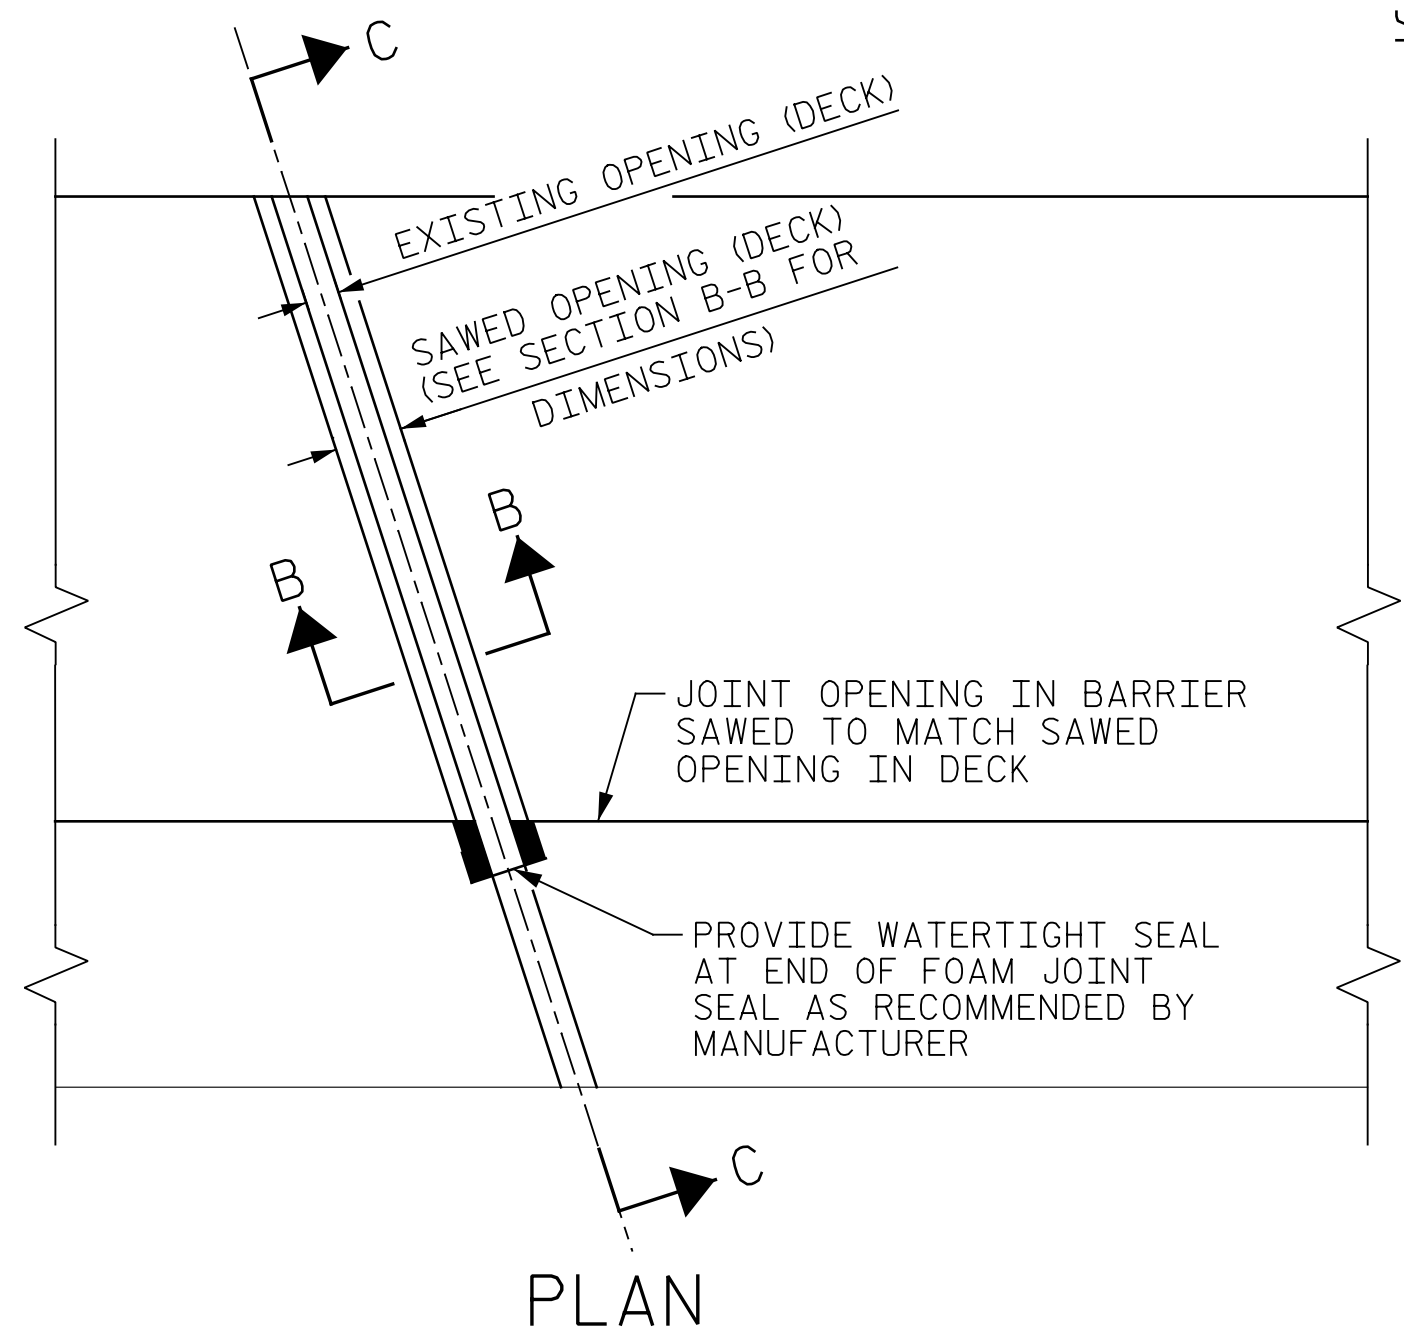 C
EXISTING OPENING (DECK)
SAWED OPENING (DECK)
(SEE SECTION B-B FOR
DIMENSIONS)
B
B
JOINT OPENING IN BARRIER
SAWED TO MATCH SAWED
OPENING IN DECK
PROVIDE WATERTIGHT SEAL
AT END OF FOAM JOINT
SEAL AS RECOMMENDED BY
MANUFACTURER
C
PLAN